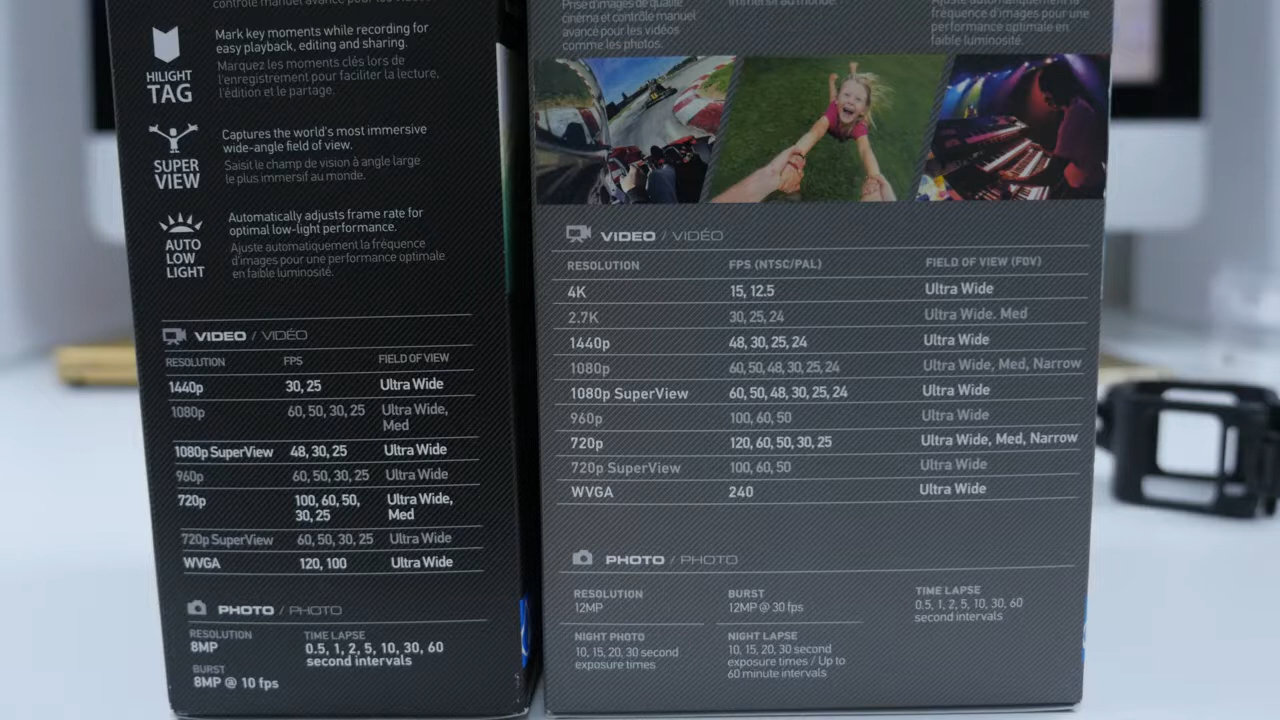 contrôle manuel avancé pour les vidéos
HILIGHT
TAG
Mark key moments while recording for
easy playback, editing and sharing.
Marquez les moments clés lors de
l'enregistrement pour faciliter la lecture,
l'édition et le partage.
SUPER
VIEW
Captures the world's most immersive
wide-angle field of view.
Saisit le champ de vision à angle large
le plus immersif au monde.
AUTO
LOW
LIGHT
Automatically adjusts frame rate for
optimal low-light performance.
Ajuste automatiquement la fréquence
d'images pour une performance optimale
en faible luminosité.
VIDEO / VIDÉO
RESOLUTION FPS FIELD OF VIEW
1440p 30, 25 Ultra Wide
1080p 60, 50, 30, 25 Ultra Wide,
Med
1080p SuperView 48, 30, 25 Ultra Wide
960p 60, 50, 30, 25 Ultra Wide
720p 100, 60, 50, Ultra Wide,
30, 25 Med
720p SuperView 60, 50, 30, 25 Ultra Wide
WVGA 120, 100 Ultra Wide
PHOTO / PHOTO
RESOLUTION
8MP
BURST
8MP @ 10 fps
TIME LAPSE
0.5, 1, 2, 5, 10, 30, 60
second intervals
Prise d'images de qualité
cinéma et contrôle manuel
avancé pour les vidéos
comme les photos.
immersif au monde.
Ajuste automatiquement la
fréquence d'images pour une
performance optimale en
faible luminosité.
VIDEO / VIDÉO
RESOLUTION FPS (NTSC/PAL) FIELD OF VIEW (FOV)
4K 15, 12.5 Ultra Wide
2.7K 30, 25, 24 Ultra Wide. Med
1440p 48, 30, 25, 24 Ultra Wide
1080p 60, 50, 48, 30, 25, 24 Ultra Wide, Med, Narrow
1080p SuperView 60, 50, 48, 30, 25, 24 Ultra Wide
960p 100, 60, 50 Ultra Wide
720p 120, 60, 50, 30, 25 Ultra Wide, Med, Narrow
720p SuperView 100, 60, 50 Ultra Wide
WVGA 240 Ultra Wide
PHOTO / PHOTO
RESOLUTION
12MP
BURST
12MP @ 30 fps
TIME LAPSE
0.5, 1, 2, 5, 10, 30, 60
second intervals
NIGHT PHOTO
10, 15, 20, 30 second
exposure times
NIGHT LAPSE
10, 15, 20, 30 second
exposure times / Up to
60 minute intervals